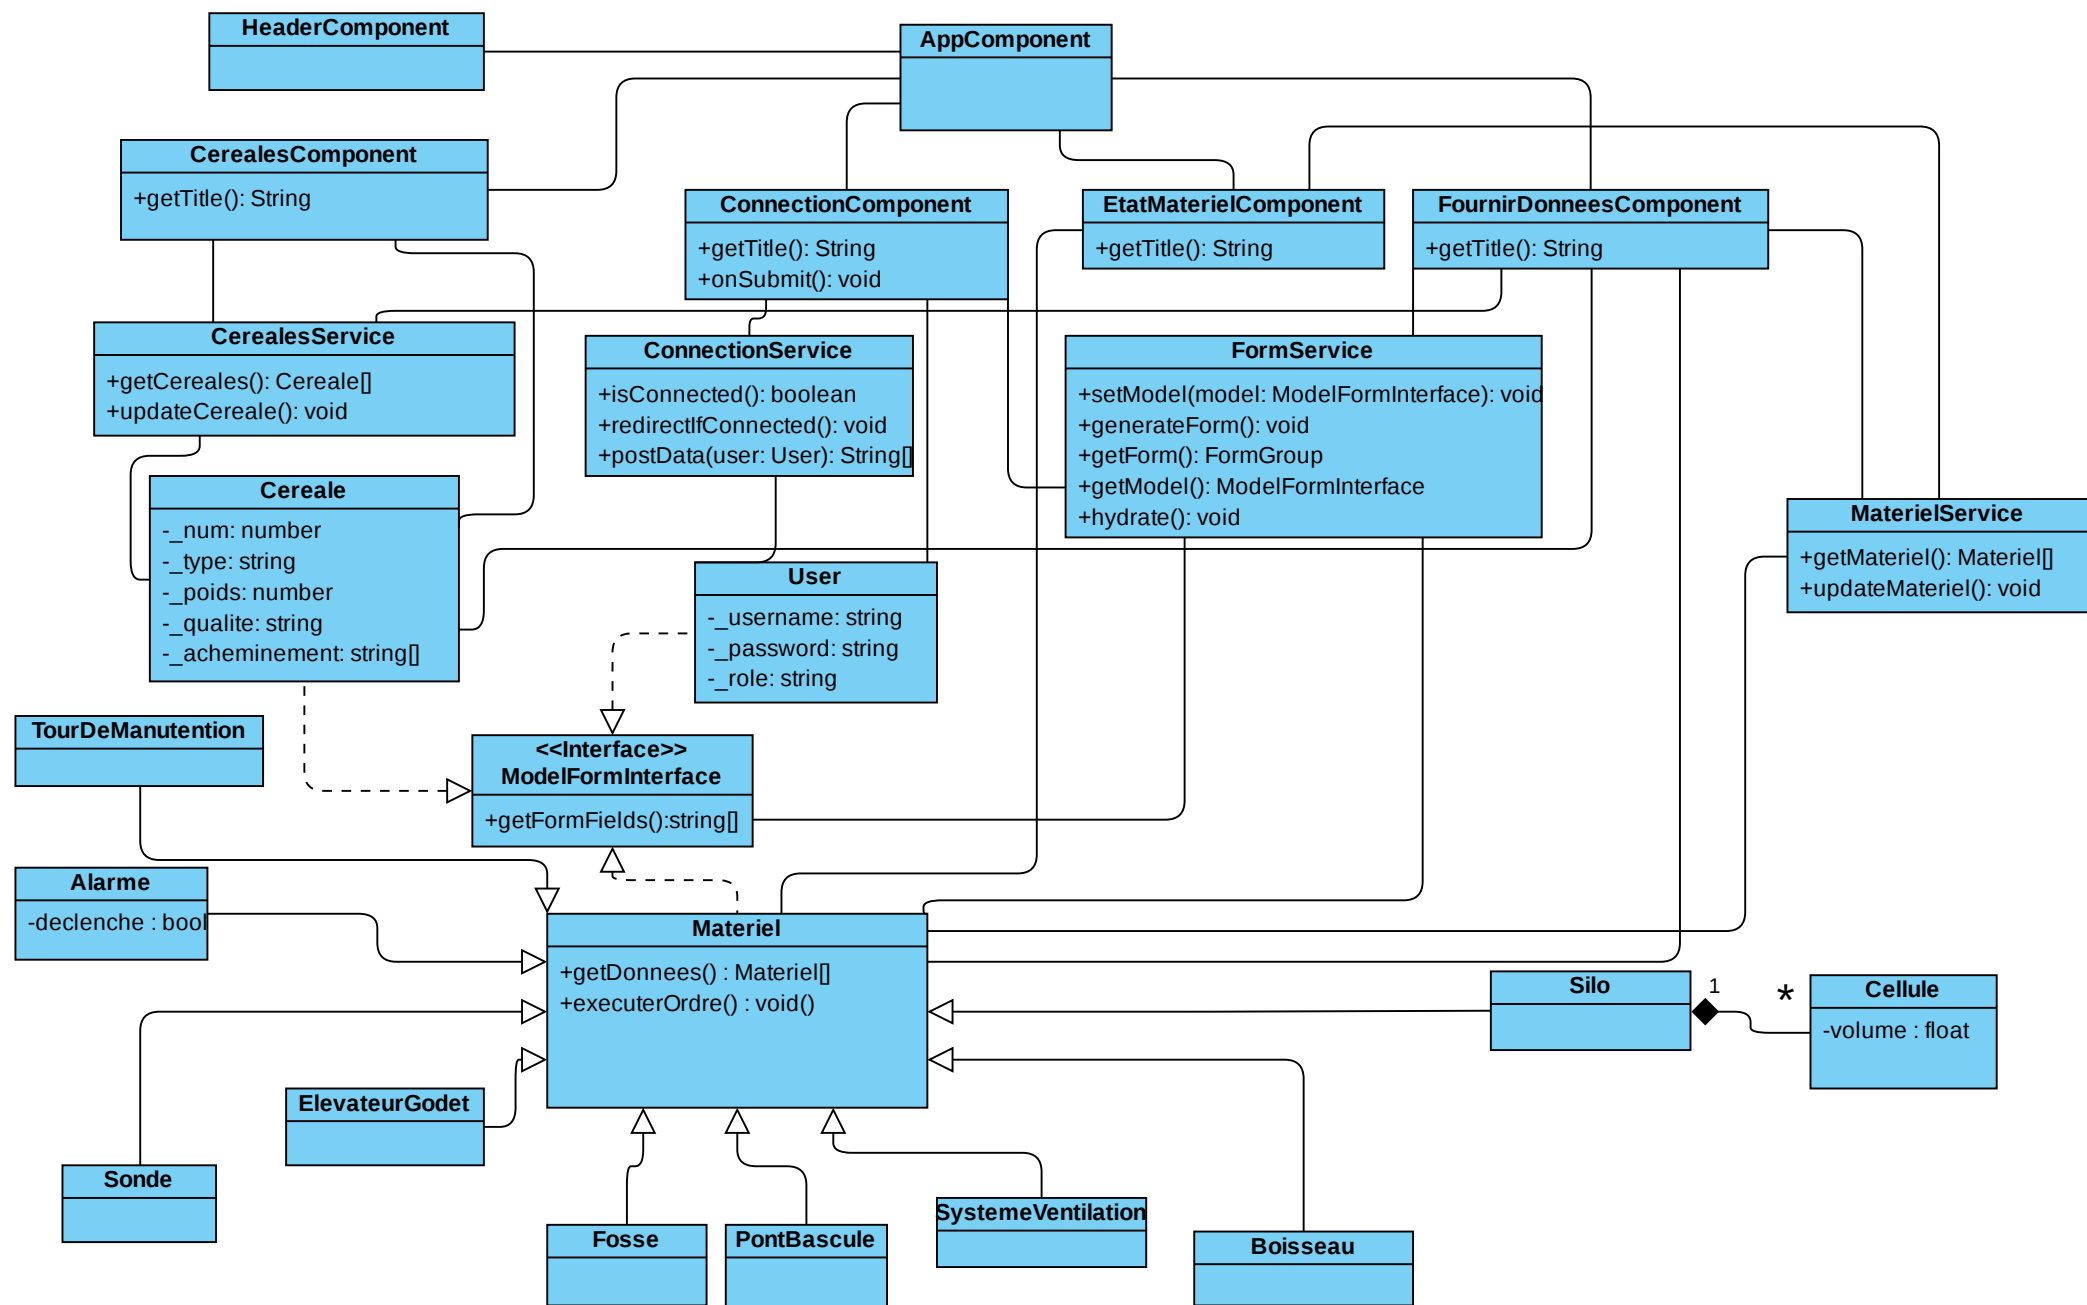 HeaderComponent
AppComponent
CerealesComponent
+getTitle(): String
ConnectionComponent
+getTitle(): String
+onSubmit(): void
EtatMaterielComponent
+getTitle(): String
FournirDonneesComponent
+getTitle(): String
CerealesService
+getCereales(): Cereale[]
+updateCereale(): void
ConnectionService
+isConnected(): boolean
+redirectIfConnected(): void
+postData(user: User): String[]
FormService
+setModel(model: ModelFormInterface): void
+generateForm(): void
+getForm(): FormGroup
+getModel(): ModelFormInterface
+hydrate(): void
Cereale
-_num: number
-_type: string
-_poids: number
-_qualite: string
-_acheminement: string[]
MaterielService
+getMateriel(): Materiel[]
+updateMateriel(): void
User
-_username: string
-_password: string
-_role: string
TourDeManutention
<<Interface>>
ModelFormInterface
+getFormFields():string[]
Alarme
-declenche : bool
Materiel
+getDonnees() : Materiel[]
+executerOrdre() : void()
Silo
1
*
Cellule
-volume : float
ElevateurGodet
Sonde
Fosse
PontBascule
SystemeVentilation
Boisseau